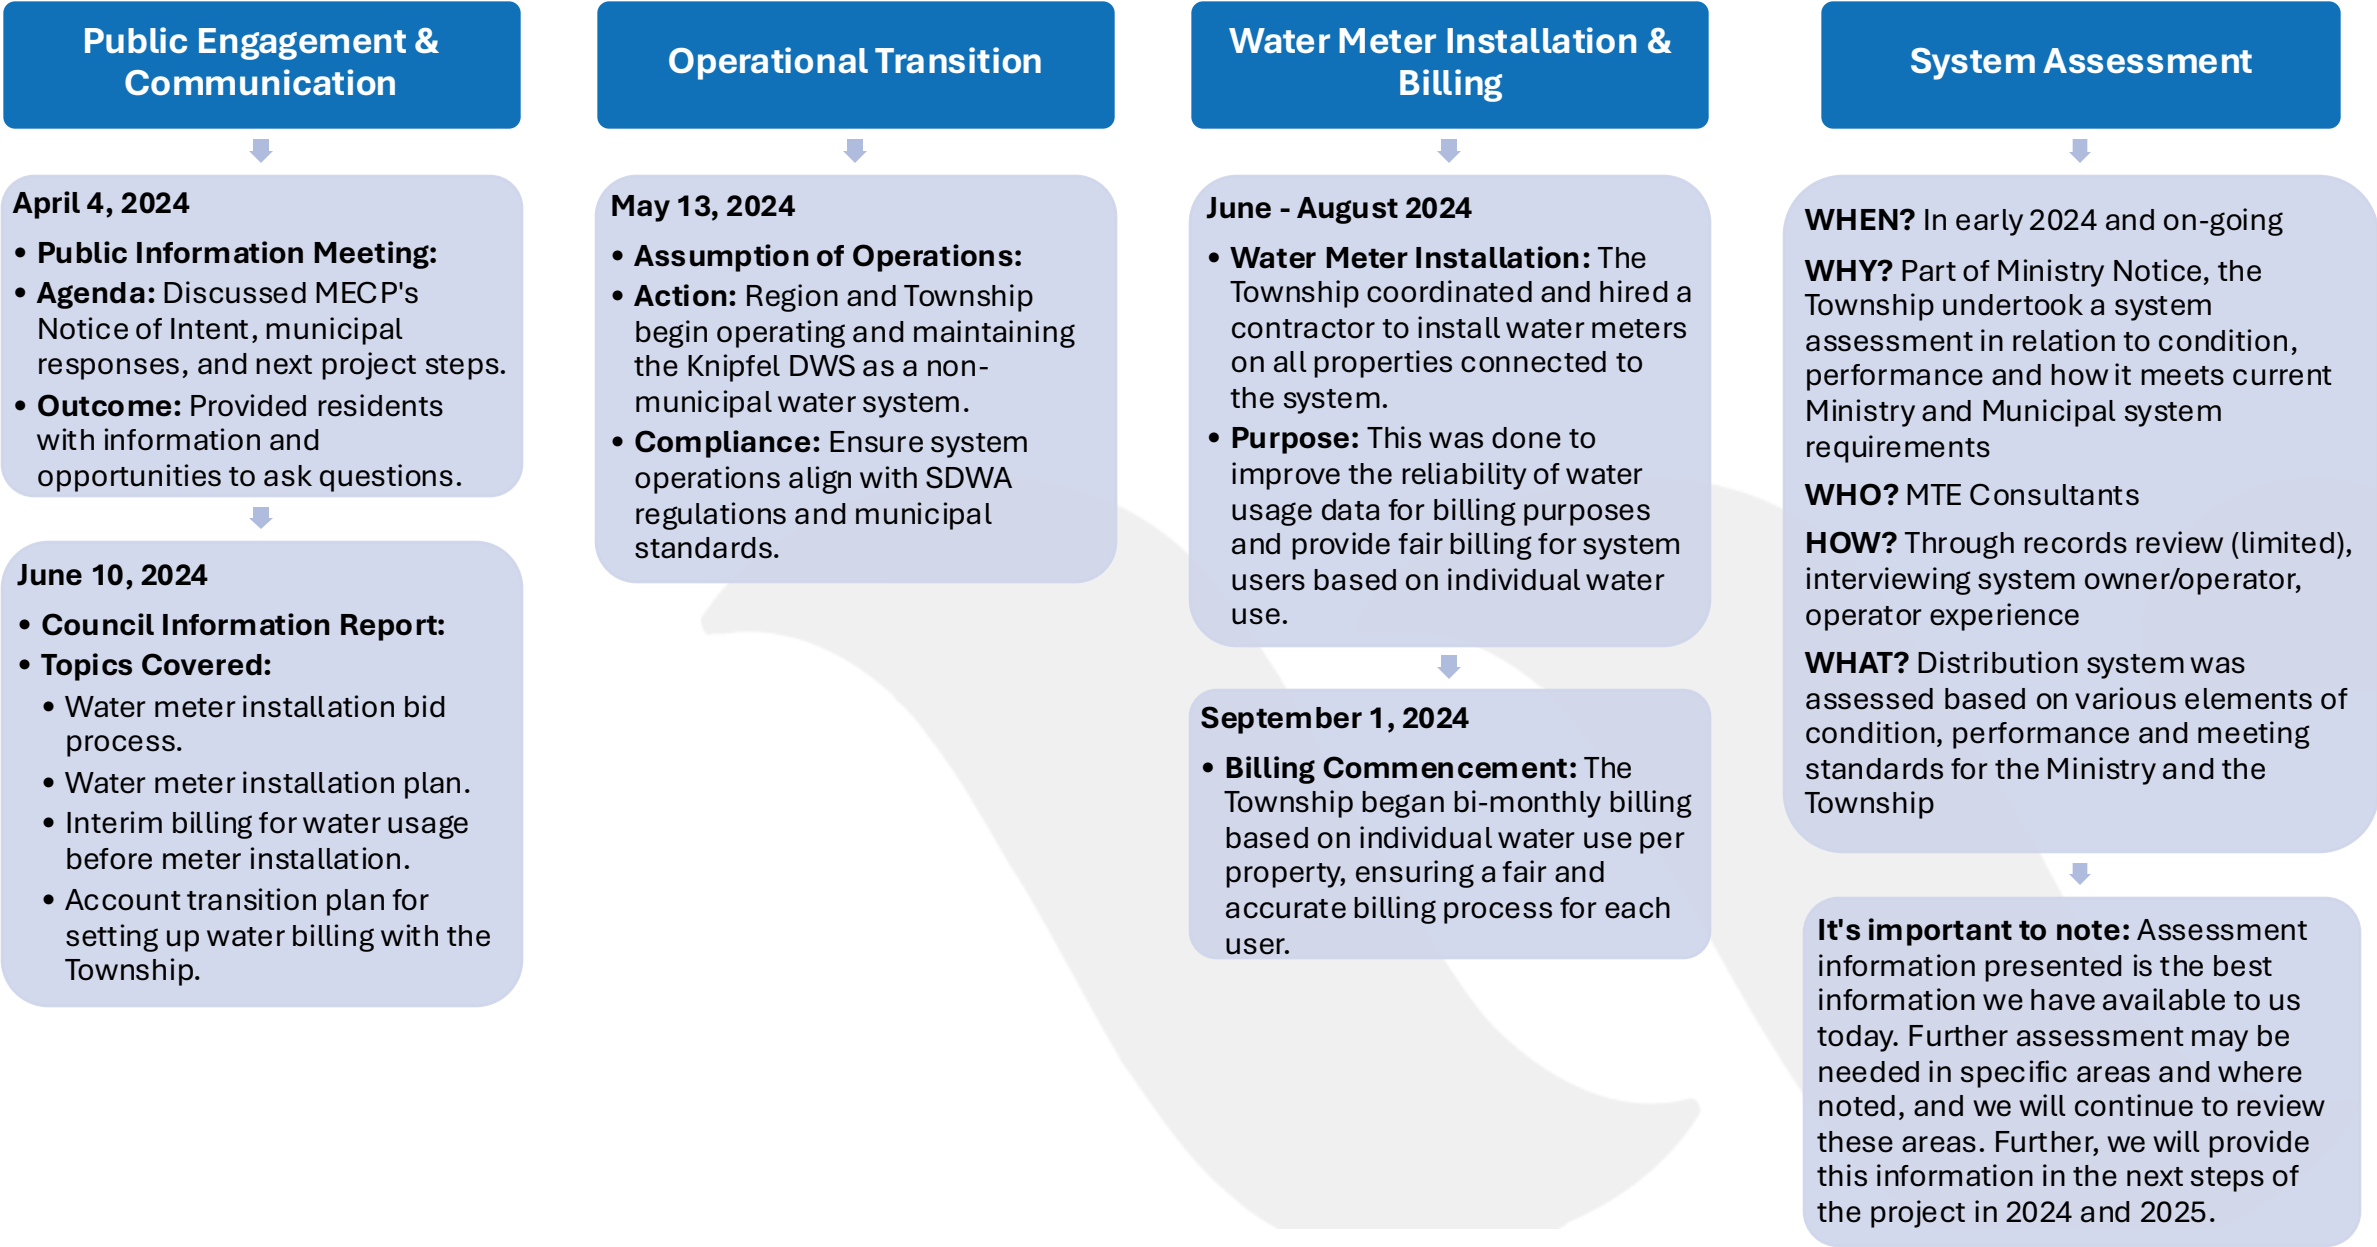 Public Engagement &
Communication
April 4, 2024
• Public Information Meeting:
• Agenda: Discussed MECP's
Notice of Intent, municipal
responses, and next project steps.
• Outcome: Provided residents
with information and
opportunities to ask questions.
June 10, 2024
• Council Information Report:
• Topics Covered:
• Water meter installation bid
process.
• Water meter installation plan.
• Interim billing for water usage
before meter installation.
• Account transition plan for
setting up water billing with the
Township.
Operational Transition
May 13, 2024
• Assumption of Operations:
• Action: Region and Township
begin operating and maintaining
the Knipfel DWS as a non-
municipal water system.
• Compliance: Ensure system
operations align with SDWA
regulations and municipal
standards.
Water Meter Installation &
Billing
June - August 2024
• Water Meter Installation: The
Township coordinated and hired a
contractor to install water meters
on all properties connected to
the system.
• Purpose: This was done to
improve the reliability of water
usage data for billing purposes
and provide fair billing for system
users based on individual water
use.
September 1, 2024
• Billing Commencement: The
Township began bi-monthly billing
based on individual water use per
property, ensuring a fair and
accurate billing process for each
user.
System Assessment
WHEN? In early 2024 and on-going
WHY? Part of Ministry Notice, the
Township undertook a system
assessment in relation to condition,
performance and how it meets current
Ministry and Municipal system
requirements
WHO? MTE Consultants
HOW? Through records review (limited),
interviewing system owner/operator,
operator experience
WHAT? Distribution system was
assessed based on various elements of
condition, performance and meeting
standards for the Ministry and the
Township
It's important to note: Assessment
information presented is the best
information we have available to us
today. Further assessment may be
needed in specific areas and where
noted, and we will continue to review
these areas. Further, we will provide
this information in the next steps of
the project in 2024 and 2025.